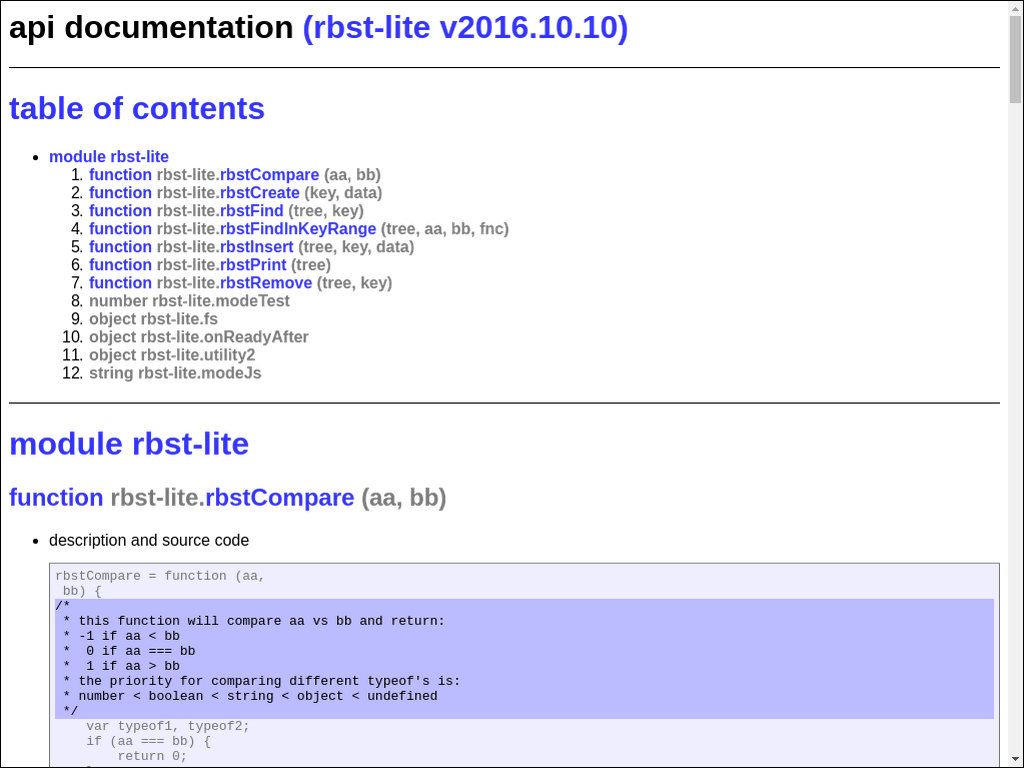 api documentation (rbst-lite v2016.10.10)
table of contents
• module rbst-lite
1. function rbst-lite.rbstCompare (aa, bb)
2. function rbst-lite.rbstCreate (key, data)
3. function rbst-lite.rbstFind (tree, key)
4. function rbst-lite.rbstFindInKeyRange (tree, aa, bb, fnc)
5. function rbst-lite.rbstInsert (tree, key, data)
6. function rbst-lite.rbstPrint (tree)
7. function rbst-lite.rbstRemove (tree, key)
8. number rbst-lite.modeTest
9. object rbst-lite.fs
10. object rbst-lite.onReadyAfter
11. object rbst-lite.utility2
12. string rbst-lite.modeJs
module rbst-lite
function rbst-lite.rbstCompare (aa, bb)
• description and source code
rbstCompare = function (aa,
 bb) {
/*
 * this function will compare aa vs bb and return:
 * -1 if aa < bb
 *  0 if aa === bb
 *  1 if aa > bb
 * the priority for comparing different typeof's is:
 * number < boolean < string < object < undefined
 */
    var typeof1, typeof2;
    if (aa === bb) {
        return 0;